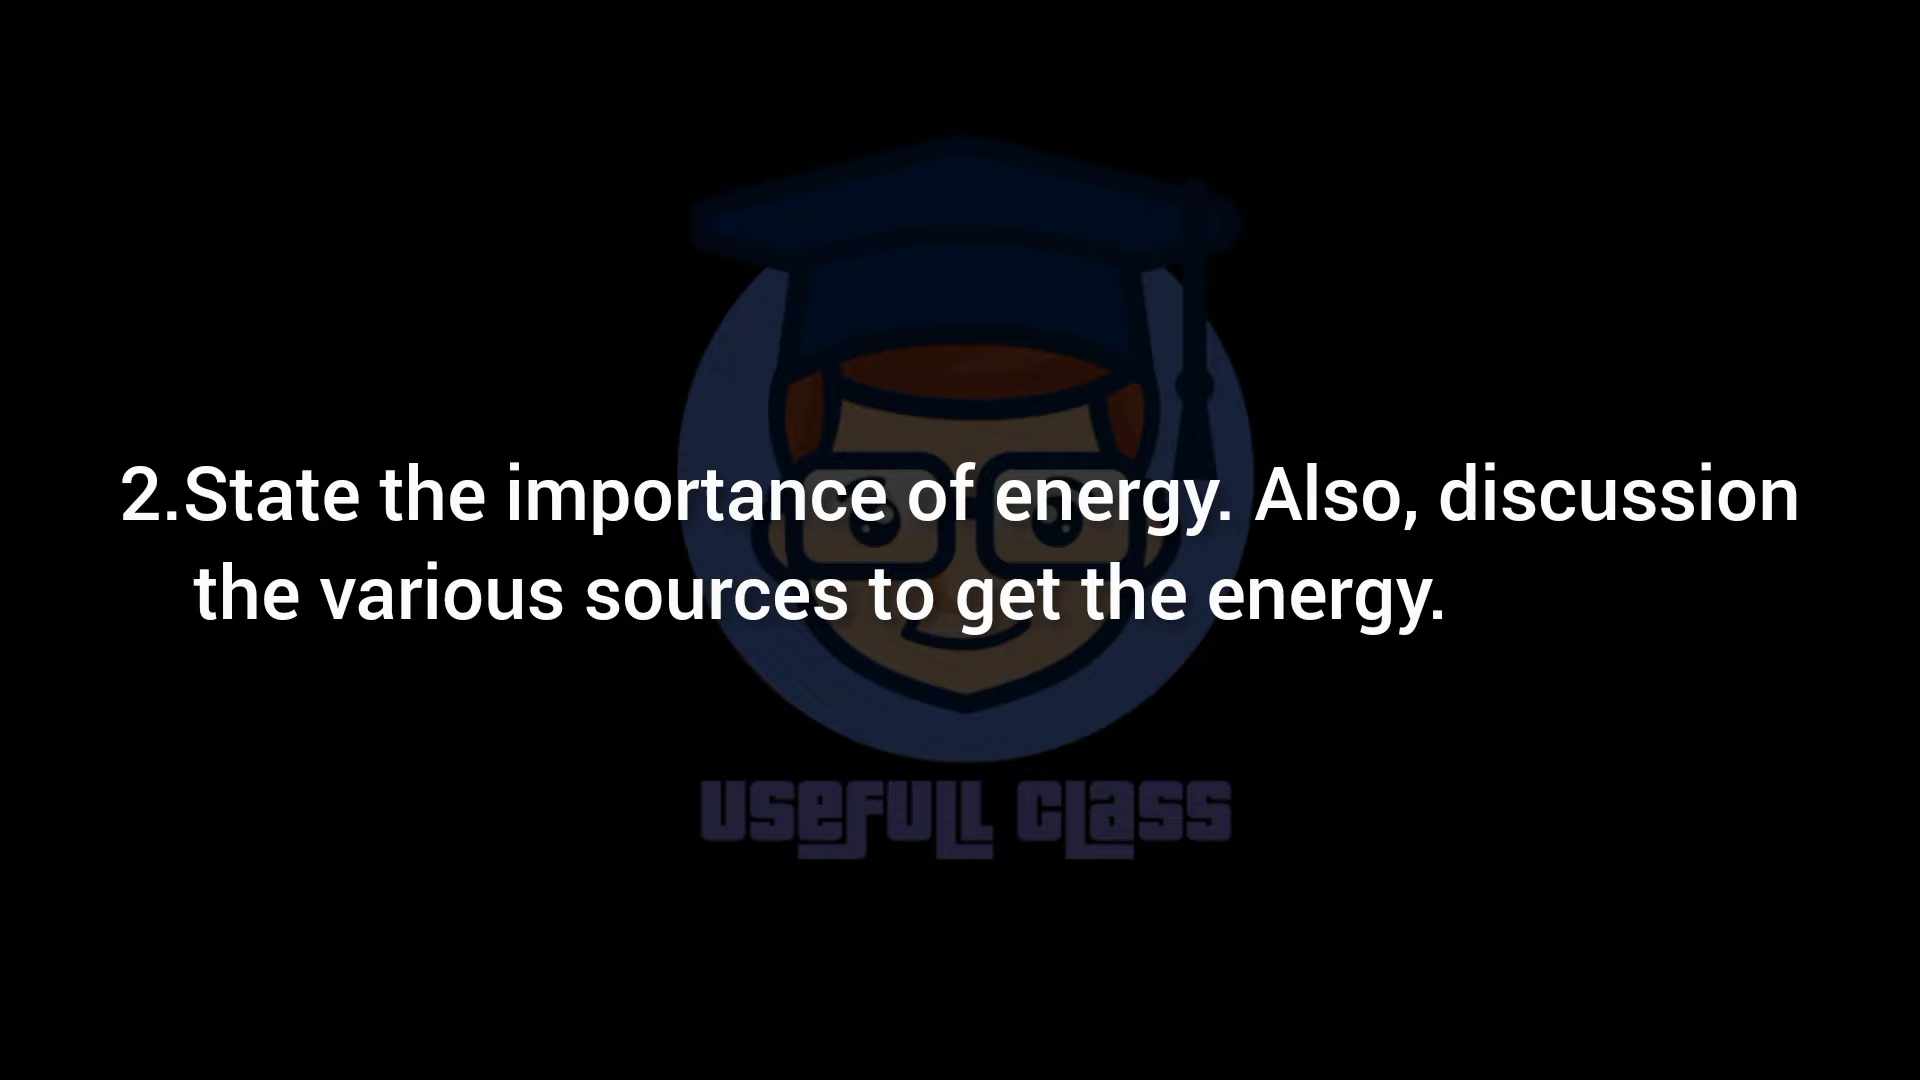 2.State the importance of energy. Also, discussion
the various sources to get the energy.
USEFULL CLASS